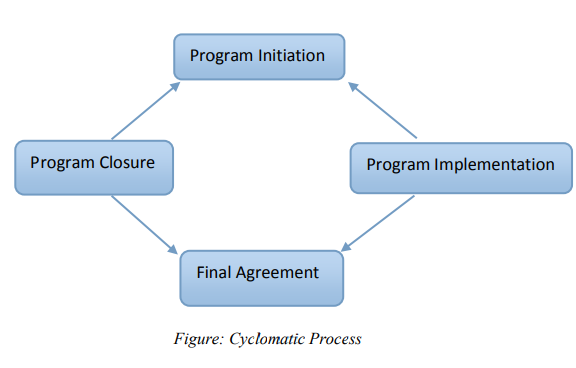 Program Initiation
Program Closure
Program Implementation
Final Agreement
Figure: Cyclomatic Process